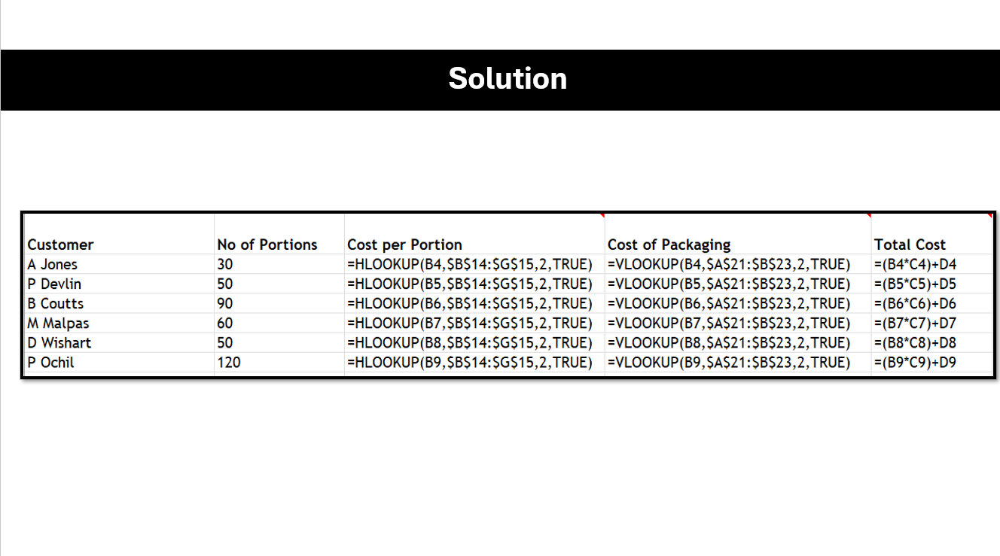 Solution
Customer No of Portions Cost per Portion Cost of Packaging Total Cost
A Jones 30 =HLOOKUP(B4,$B$14:$G$15,2,TRUE) =VLOOKUP(B4,$A$21:$B$23,2,TRUE) =(B4*C4)+D4
P Devlin 50 =HLOOKUP(B5,$B$14:$G$15,2,TRUE) =VLOOKUP(B5,$A$21:$B$23,2,TRUE) =(B5*C5)+D5
B Coutts 90 =HLOOKUP(B6,$B$14:$G$15,2,TRUE) =VLOOKUP(B6,$A$21:$B$23,2,TRUE) =(B6*C6)+D6
M Malpas 60 =HLOOKUP(B7,$B$14:$G$15,2,TRUE) =VLOOKUP(B7,$A$21:$B$23,2,TRUE) =(B7*C7)+D7
D Wishart 50 =HLOOKUP(B8,$B$14:$G$15,2,TRUE) =VLOOKUP(B8,$A$21:$B$23,2,TRUE) =(B8*C8)+D8
P Ochil 120 =HLOOKUP(B9,$B$14:$G$15,2,TRUE) =VLOOKUP(B9,$A$21:$B$23,2,TRUE) =(B9*C9)+D9